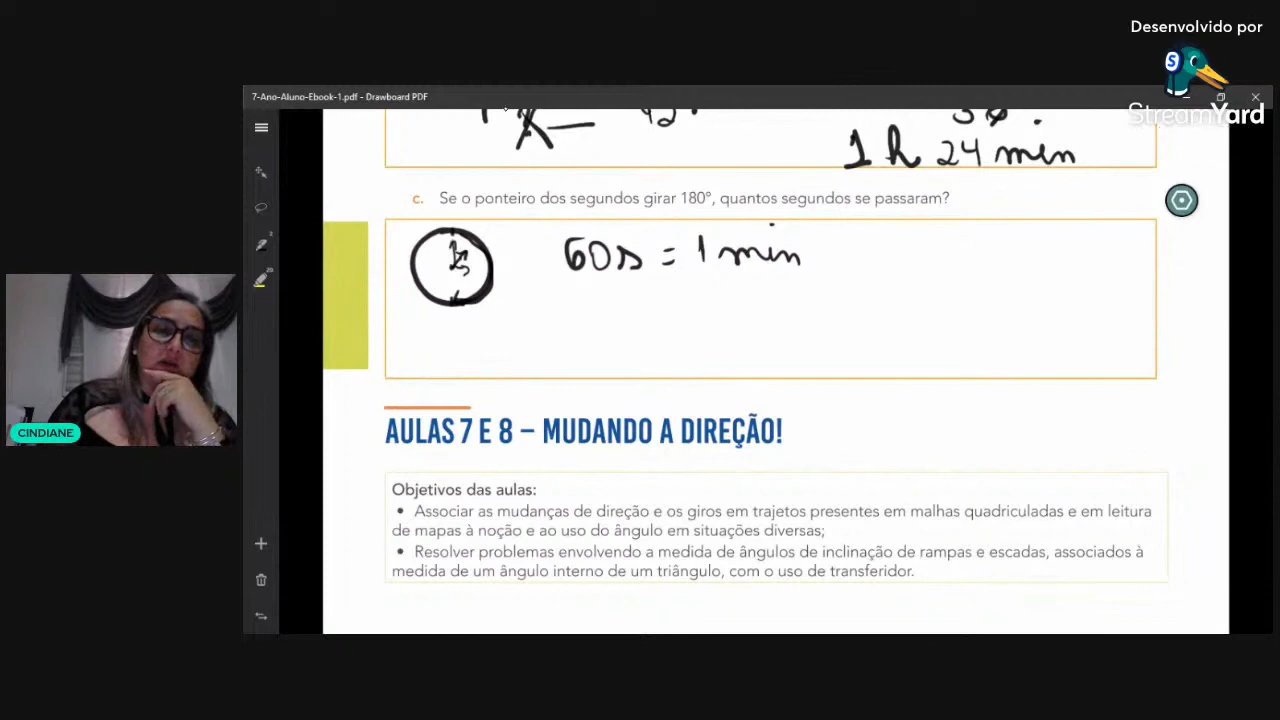 Desenvolvido por
StreamYard
7-Ano-Aluno-Ebook-1.pdf - Drawboard PDF
1 h 24 min
c. Se o ponteiro dos segundos girar 180°, quantos segundos se passaram?
60s = 1 min
CINDIANE
AULAS 7 E 8 – MUDANDO A DIREÇÃO!
Objetivos das aulas:
• Associar as mudanças de direção e os giros em trajetos presentes em malhas quadriculadas e em leitura
de mapas à noção e ao uso do ângulo em situações diversas;
• Resolver problemas envolvendo a medida de ângulos de inclinação de rampas e escadas, associados à
medida de um ângulo interno de um triângulo, com o uso de transferidor.